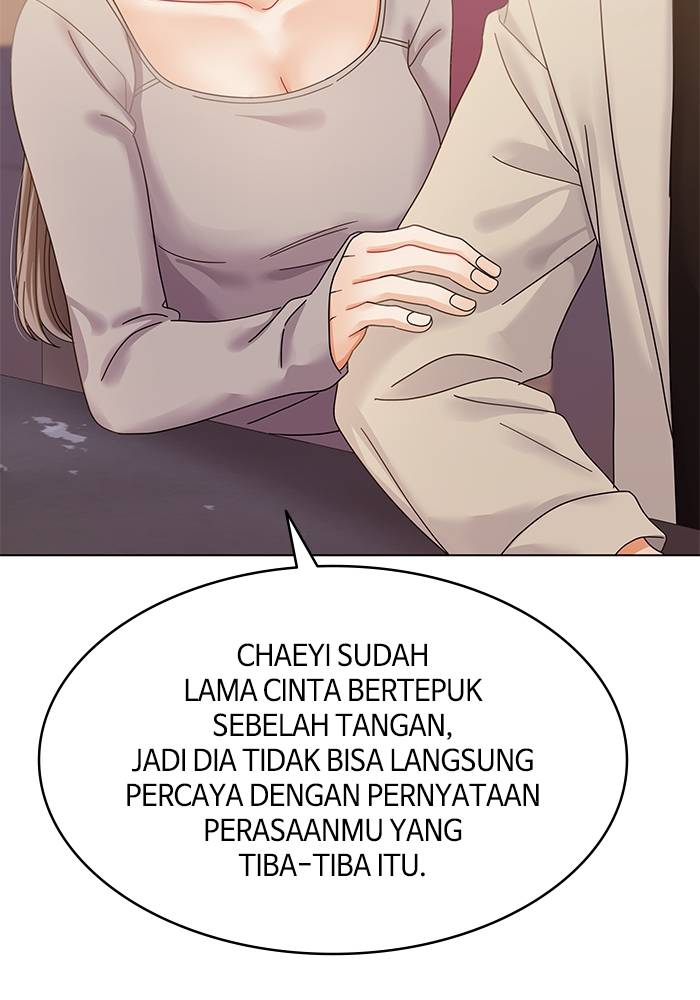 CHAEYI SUDAH
LAMA CINTA BERTEPUK
SEBELAH TANGAN,
JADI DIA TIDAK BISA LANGSUNG
PERCAYA DENGAN PERNYATAAN
PERASAANMU YANG
TIBA-TIBA ITU.